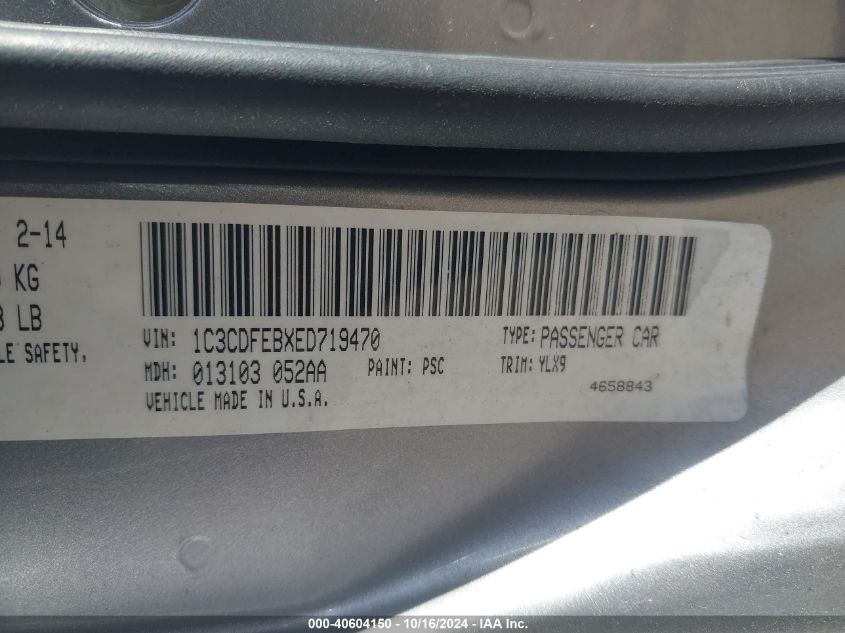 2-14
KG
LB
LE SAFETY,
VIN: 1C3CDFEBXED719470
TYPE: PASSENGER CAR
MDH: 013103 052AA
PAINT: PSC
TRIM: YLX9
VEHICLE MADE IN U.S.A.
4658843
000-40604150 - 10/16/2024 - IAA Inc.